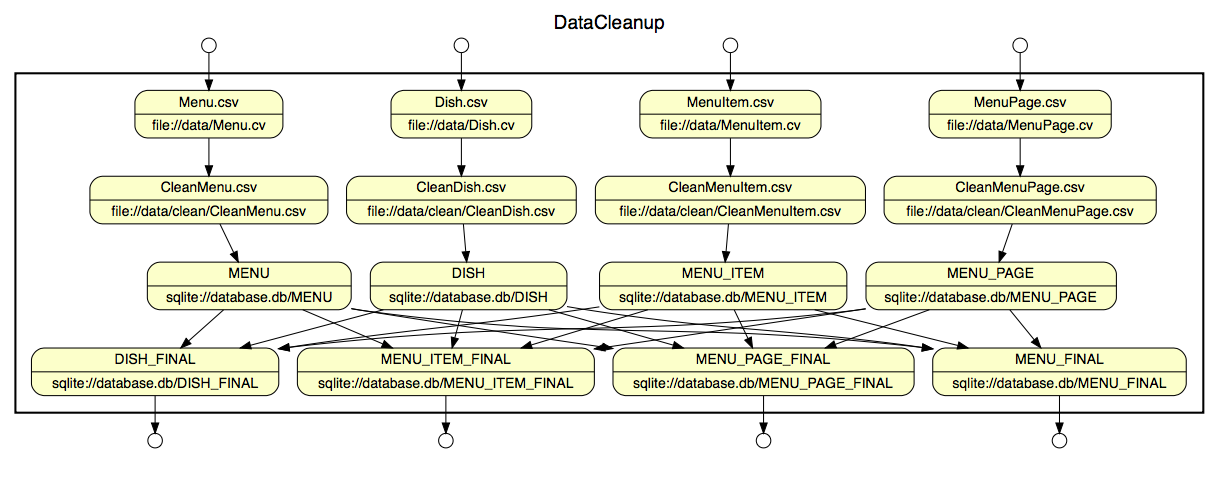 DataCleanup
Menu.csv
file://data/Menu.cv
Dish.csv
file://data/Dish.cv
MenuItem.csv
file://data/MenuItem.cv
MenuPage.csv
file://data/MenuPage.cv
CleanMenu.csv
file://data/clean/CleanMenu.csv
CleanDish.csv
file://data/clean/CleanDish.csv
CleanMenuItem.csv
file://data/clean/CleanMenuItem.csv
CleanMenuPage.csv
file://data/clean/CleanMenuPage.csv
MENU
sqlite://database.db/MENU
DISH
sqlite://database.db/DISH
MENU_ITEM
sqlite://database.db/MENU_ITEM
MENU_PAGE
sqlite://database.db/MENU_PAGE
DISH_FINAL
sqlite://database.db/DISH_FINAL
MENU_ITEM_FINAL
sqlite://database.db/MENU_ITEM_FINAL
MENU_PAGE_FINAL
sqlite://database.db/MENU_PAGE_FINAL
MENU_FINAL
sqlite://database.db/MENU_FINAL